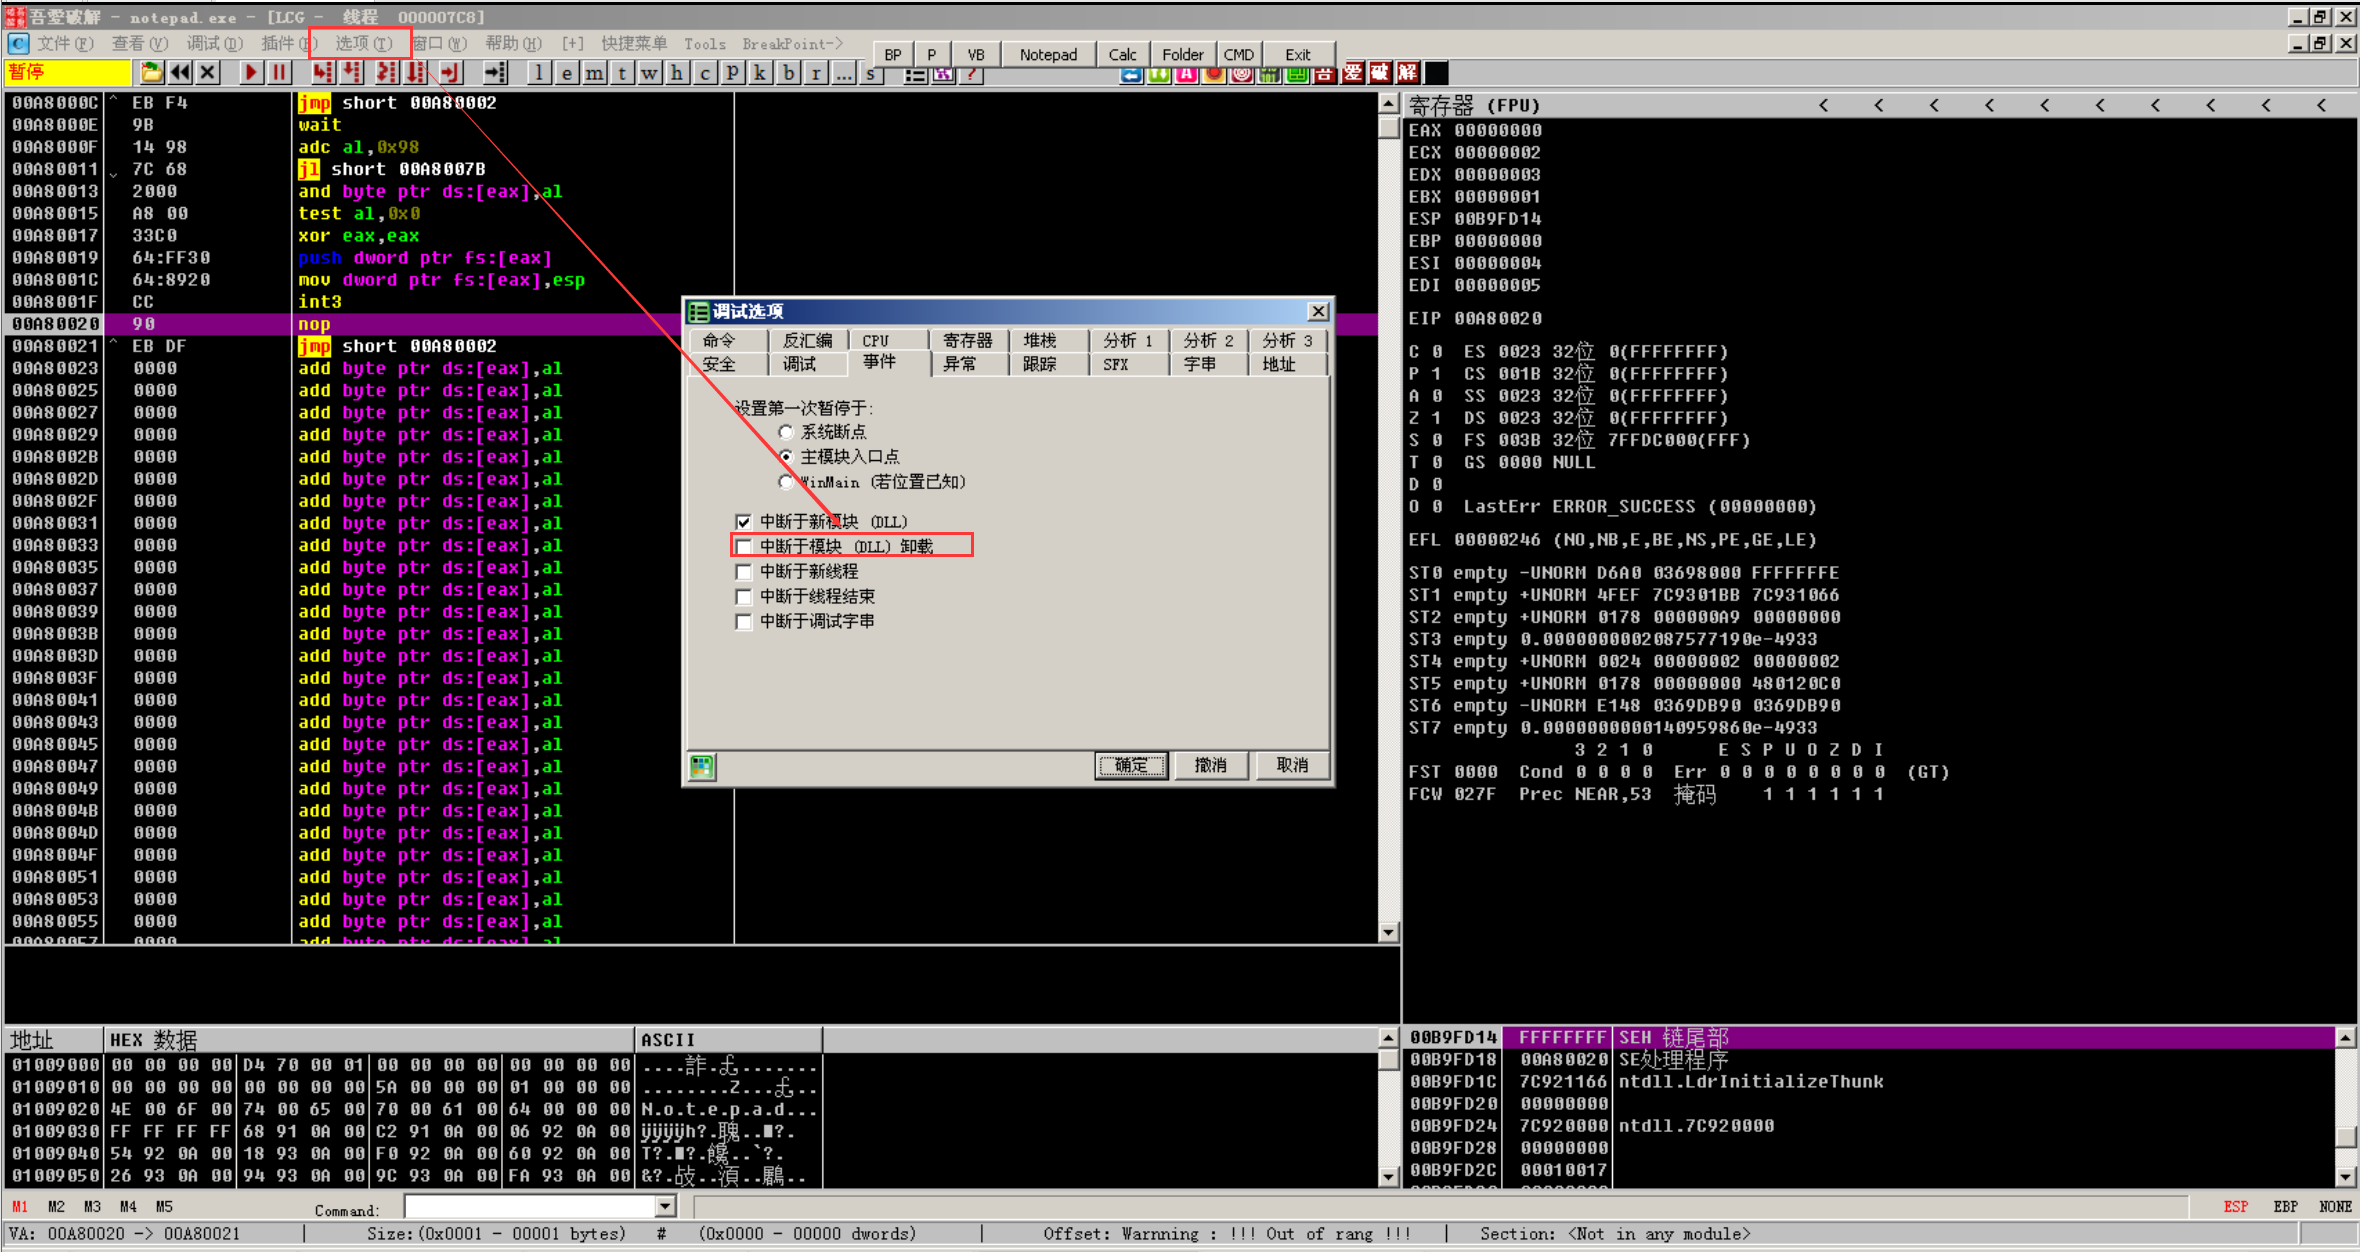 吾爱破解 - notepad.exe - [LCG - 线程 000007C8]
文件(F) 查看(V) 调试(D) 插件(P) 选项(T) 窗口(W) 帮助(H) [+] 快捷菜单 Tools BreakPoint->
BP P VB Notepad Calc Folder CMD Exit
暂停
l e m t w h c P k b r ... s
吾 爱 破 解
00A8000C ^ EB F4 jmp short 00A80002
00A8000E 9B wait
00A8000F 14 98 adc al,0x98
00A80011 7C 68 jl short 00A8007B
00A80013 2000 and byte ptr ds:[eax],al
00A80015 A8 00 test al,0x0
00A80017 33C0 xor eax,eax
00A80019 64:FF30 push dword ptr fs:[eax]
00A8001C 64:8920 mov dword ptr fs:[eax],esp
00A8001F CC int3
00A80020 90 nop
00A80021 ^ EB DF jmp short 00A80002
00A80023 0000 add byte ptr ds:[eax],al
00A80025 0000 add byte ptr ds:[eax],al
00A80027 0000 add byte ptr ds:[eax],al
00A80029 0000 add byte ptr ds:[eax],al
00A8002B 0000 add byte ptr ds:[eax],al
00A8002D 0000 add byte ptr ds:[eax],al
00A8002F 0000 add byte ptr ds:[eax],al
00A80031 0000 add byte ptr ds:[eax],al
00A80033 0000 add byte ptr ds:[eax],al
00A80035 0000 add byte ptr ds:[eax],al
00A80037 0000 add byte ptr ds:[eax],al
00A80039 0000 add byte ptr ds:[eax],al
00A8003B 0000 add byte ptr ds:[eax],al
00A8003D 0000 add byte ptr ds:[eax],al
00A8003F 0000 add byte ptr ds:[eax],al
00A80041 0000 add byte ptr ds:[eax],al
00A80043 0000 add byte ptr ds:[eax],al
00A80045 0000 add byte ptr ds:[eax],al
00A80047 0000 add byte ptr ds:[eax],al
00A80049 0000 add byte ptr ds:[eax],al
00A8004B 0000 add byte ptr ds:[eax],al
00A8004D 0000 add byte ptr ds:[eax],al
00A8004F 0000 add byte ptr ds:[eax],al
00A80051 0000 add byte ptr ds:[eax],al
00A80053 0000 add byte ptr ds:[eax],al
00A80055 0000 add byte ptr ds:[eax],al
00A80057 0000 add byte ptr ds:[eax],al
调试选项
命令 反汇编 CPU 寄存器 堆栈 分析 1 分析 2 分析 3
安全 调试 事件 异常 跟踪 SFX 字串 地址
设置第一次暂停于:
系统断点
主模块入口点
WinMain (若位置已知)
中断于新模块 (DLL)
中断于模块 (DLL) 卸载
中断于新线程
中断于线程结束
中断于调试字串
确定 撤消 取消
寄存器 (FPU) < < < < < < < < < <
EAX 00000000
ECX 00000002
EDX 00000003
EBX 00000001
ESP 00B9FD14
EBP 00000000
ESI 00000004
EDI 00000005
EIP 00A80020
C 0 ES 0023 32位 0(FFFFFFFF)
P 1 CS 001B 32位 0(FFFFFFFF)
A 0 SS 0023 32位 0(FFFFFFFF)
Z 1 DS 0023 32位 0(FFFFFFFF)
S 0 FS 003B 32位 7FFDC000(FFF)
T 0 GS 0000 NULL
D 0
O 0 LastErr ERROR_SUCCESS (00000000)
EFL 00000246 (NO,NB,E,BE,NS,PE,GE,LE)
ST0 empty -UNORM D6A0 03698000 FFFFFFFE
ST1 empty +UNORM 4FEF 7C9301BB 7C931066
ST2 empty +UNORM 0178 000000A9 00000000
ST3 empty 0.0000000002087577190e-4933
ST4 empty +UNORM 0024 00000002 00000002
ST5 empty +UNORM 0178 00000000 480120C0
ST6 empty -UNORM E148 0369DB90 0369DB90
ST7 empty 0.0000000000140959860e-4933
3 2 1 0 E S P U O Z D I
FST 0000 Cond 0 0 0 0 Err 0 0 0 0 0 0 0 0 (GT)
FCW 027F Prec NEAR,53 掩码 1 1 1 1 1 1
地址 HEX 数据 ASCII
01009000 00 00 00 00 D4 70 00 01 00 00 00 00 00 00 00 00
01009010 00 00 00 00 00 00 00 00 5A 00 00 00 01 00 00 00
01009020 4E 00 6F 00 74 00 65 00 70 00 61 00 64 00 00 00 N.o.t.e.p.a.d...
01009030 FF FF FF FF 68 91 0A 00 C2 91 0A 00 06 92 0A 00
01009040 54 92 0A 00 18 93 0A 00 F0 92 0A 00 60 92 0A 00
01009050 26 93 0A 00 94 93 0A 00 9C 93 0A 00 FA 93 0A 00
00B9FD14 FFFFFFFF SEH 链尾部
00B9FD18 00A80020 SE处理程序
00B9FD1C 7C921166 ntdll.LdrInitializeThunk
00B9FD20 00000000
00B9FD24 7C920000 ntdll.7C920000
00B9FD28 00000000
00B9FD2C 00010017
M1 M2 M3 M4 M5 Command: ESP EBP NONE
VA: 00A80020 -> 00A80021 Size:(0x0001 - 00001 bytes) # (0x0000 - 00000 dwords) Offset: Warnning : !!! Out of rang !!! Section: <Not in any module>